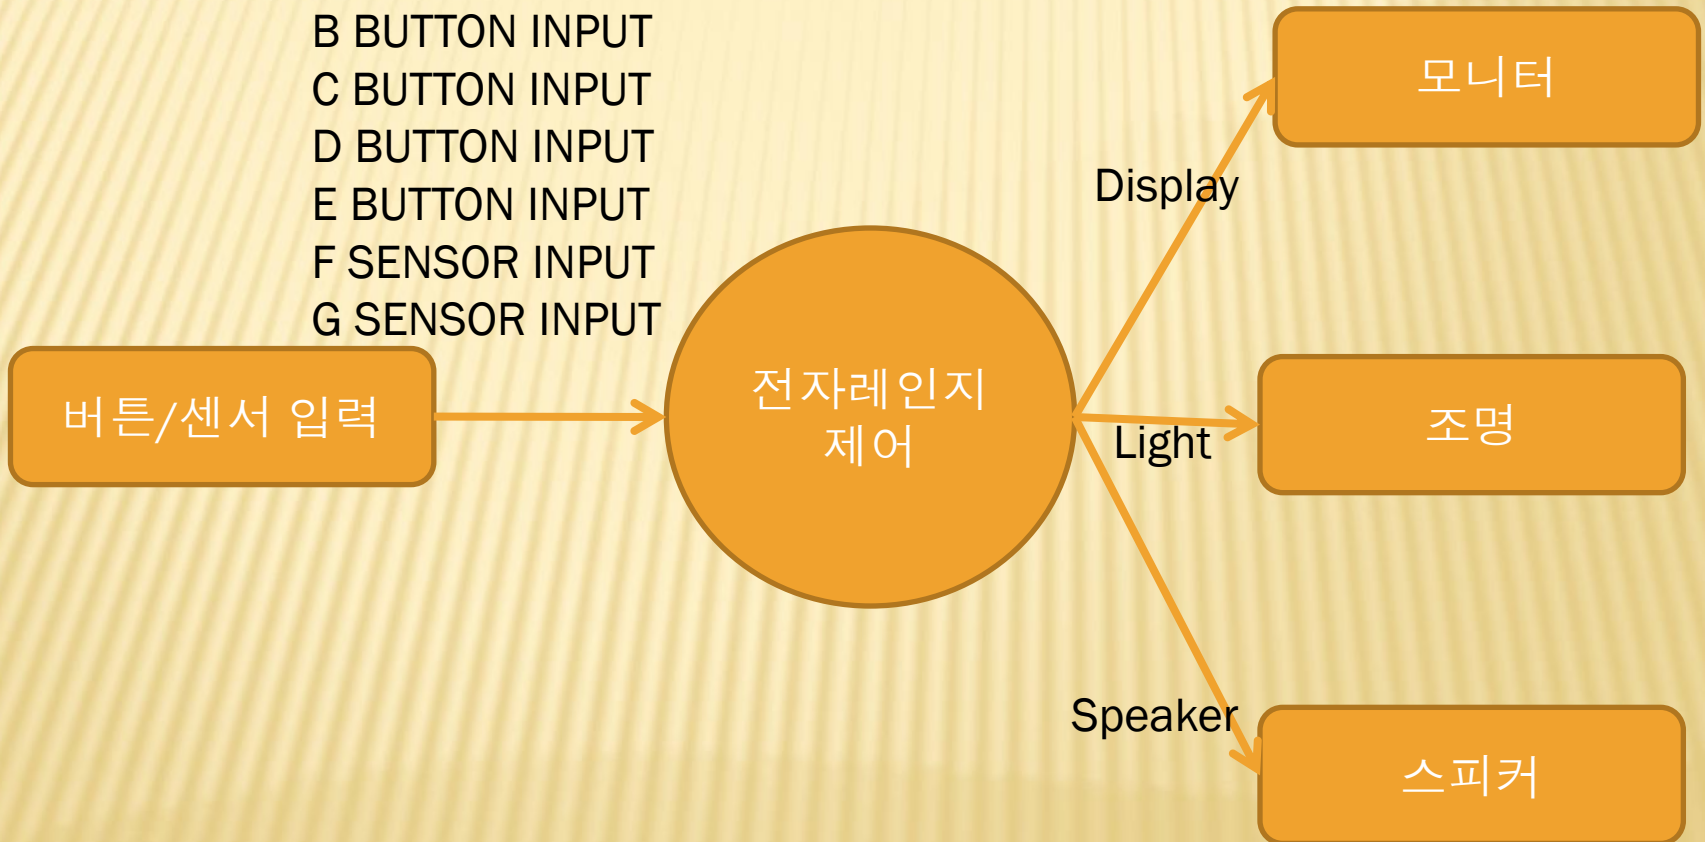 B BUTTON INPUT
C BUTTON INPUT
D BUTTON INPUT
E BUTTON INPUT
F SENSOR INPUT
G SENSOR INPUT
버튼/센서 입력
전자레인지
제어
Display
Light
Speaker
모니터
조명
스피커